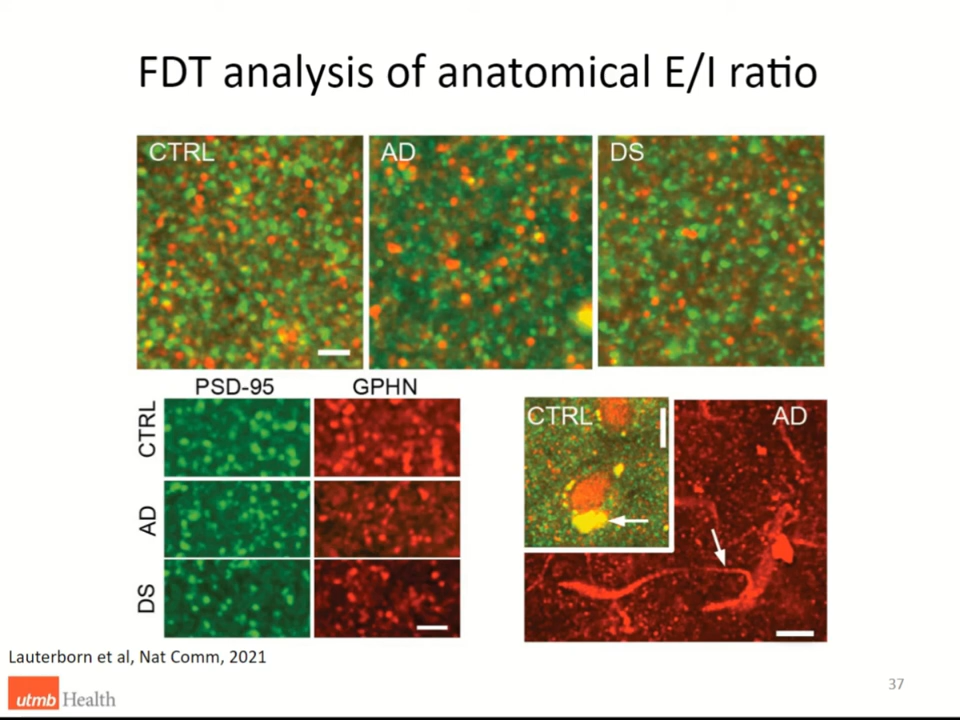 FDT analysis of anatomical E/I ratio
CTRL
AD
DS
PSD-95
GPHN
CTRL
AD
DS
CTRL
AD
Lauterborn et al, Nat Comm, 2021
utmb Health
37